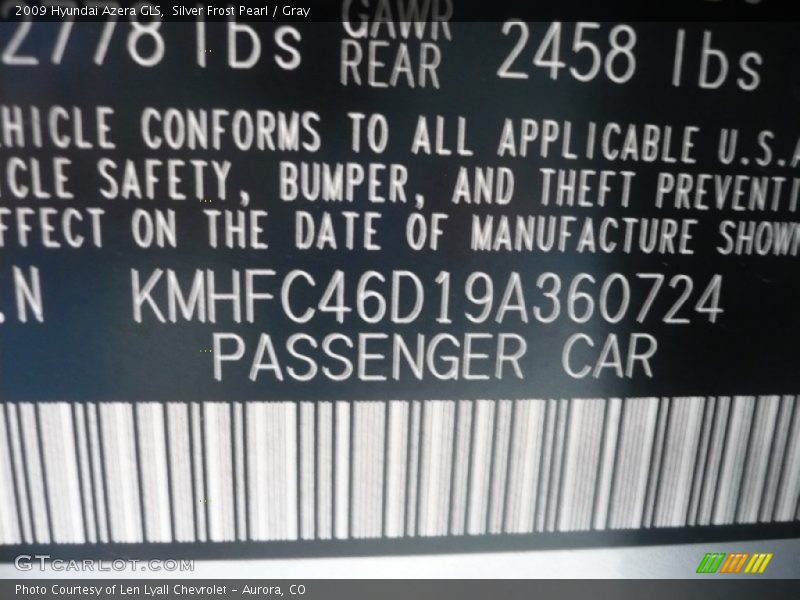 2009 Hyundai Azera GLS,  Silver Frost Pearl / Gray
2778 lbs GAWR REAR 2458 lbs
HICLE CONFORMS TO ALL APPLICABLE U.S.A
ICLE SAFETY, BUMPER, AND THEFT PREVENTI
FFECT ON THE DATE OF MANUFACTURE SHOWN
.N KMHFC46D19A360724
PASSENGER CAR
GTCARLOT.COM
Photo Courtesy of Len Lyall Chevrolet – Aurora, CO